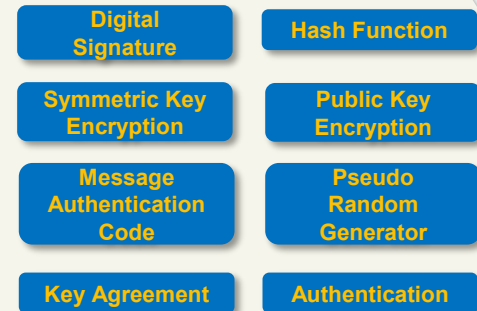 Digital
Signature
Hash Function
Symmetric Key
Encryption
Public Key
Encryption
Message
Authentication
Code
Pseudo
Random
Generator
Key Agreement
Authentication